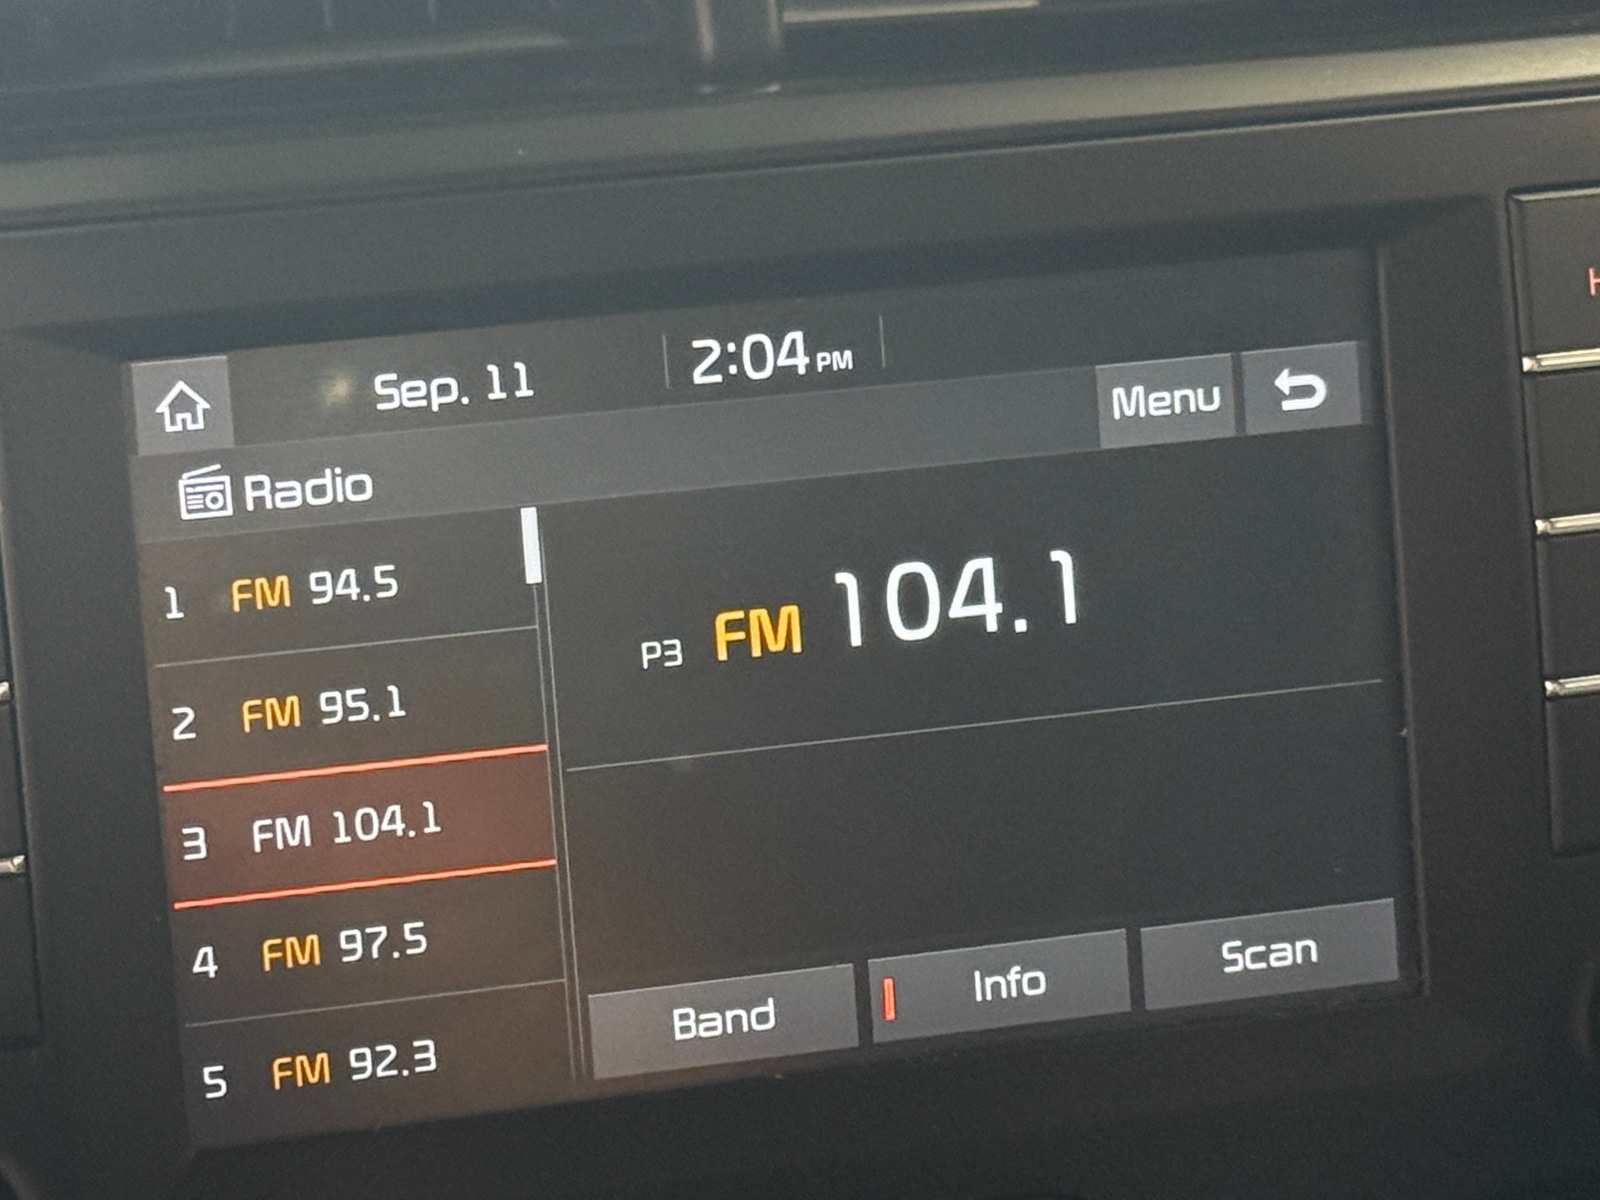 Sep. 11 2:04 PM
Menu
Radio
1 FM 94.5
2 FM 95.1
3 FM 104.1
4 FM 97.5
5 FM 92.3
P3 FM 104.1
Band Info Scan